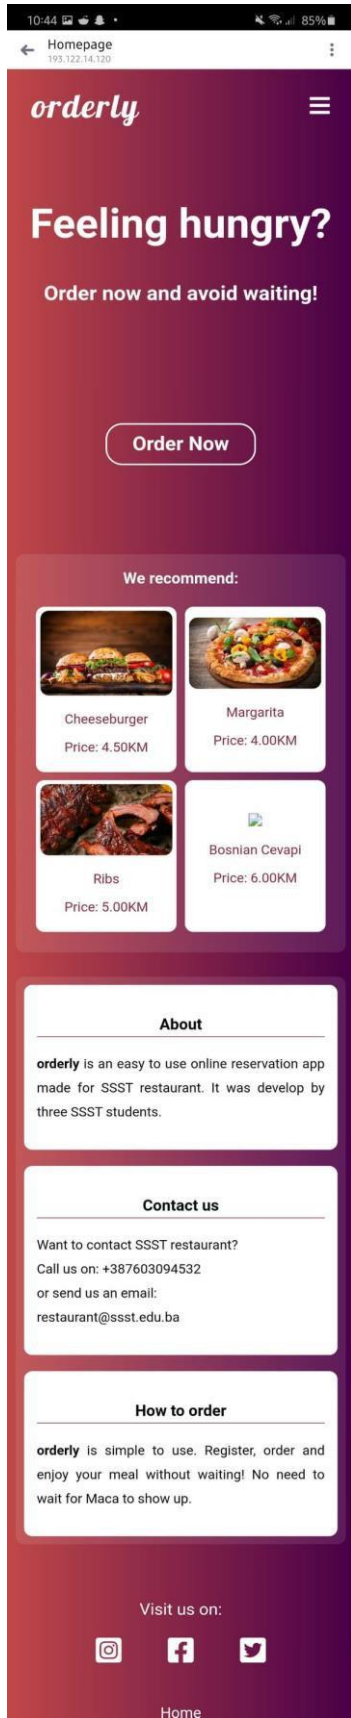 10:44
85%
Homepage
193.122.14.120
orderly
Feeling hungry?
Order now and avoid waiting!
Order Now
We recommend:
Cheeseburger
Price: 4.50KM
Margarita
Price: 4.00KM
Ribs
Price: 5.00KM
Bosnian Cevapi
Price: 6.00KM
About
orderly is an easy to use online reservation app
made for SSST restaurant. It was develop by
three SSST students.
Contact us
Want to contact SSST restaurant?
Call us on: +387603094532
or send us an email:
restaurant@ssst.edu.ba
How to order
orderly is simple to use. Register, order and
enjoy your meal without waiting! No need to
wait for Maca to show up.
Visit us on:
Home